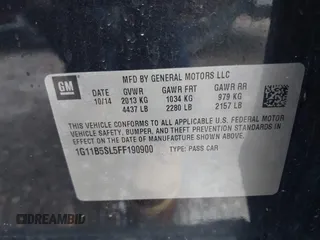 GM
MFD BY GENERAL MOTORS LLC
10/14 GVWR GAWR FRT GAWR RR
2013 KG 1034 KG 979 KG
4437 LB 2280 LB 2157 LB
THIS VEHICLE CONFORMS TO ALL APPLICABLE U.S. FEDERAL MOTOR VEHICLE
SAFETY, BUMPER, AND THEFT PREVENTION STANDARDS IN
EFFECT ON THE DATE OF MANUFACTURE SHOWN ABOVE.
1G11B5SL5FF190900 TYPE: PASS CAR
DREAMBID